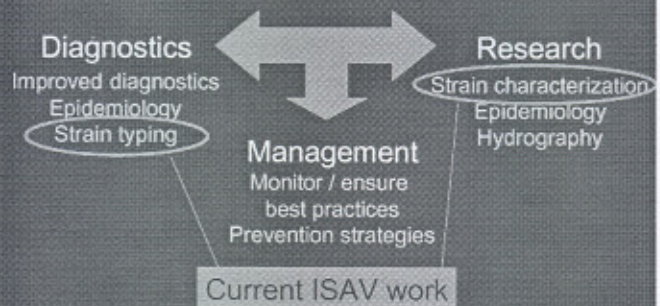 Diagnostics
Improved diagnostics
Epidemiology
Strain typing
Management
Monitor / ensure
best practices
Prevention strategies
Research
Strain characterization
Epidemiology
Hydrography
Current ISAV work